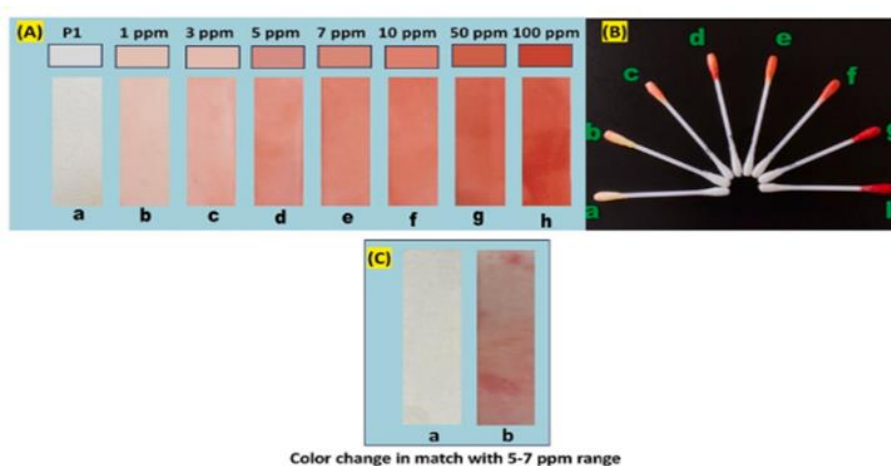 (A) P1 1 ppm 3 ppm 5 ppm 7 ppm 10 ppm 50 ppm 100 ppm
a b c d e f g h
(B)
a
b
c
d
e
f
(C)
a b
Color change in match with 5-7 ppm range